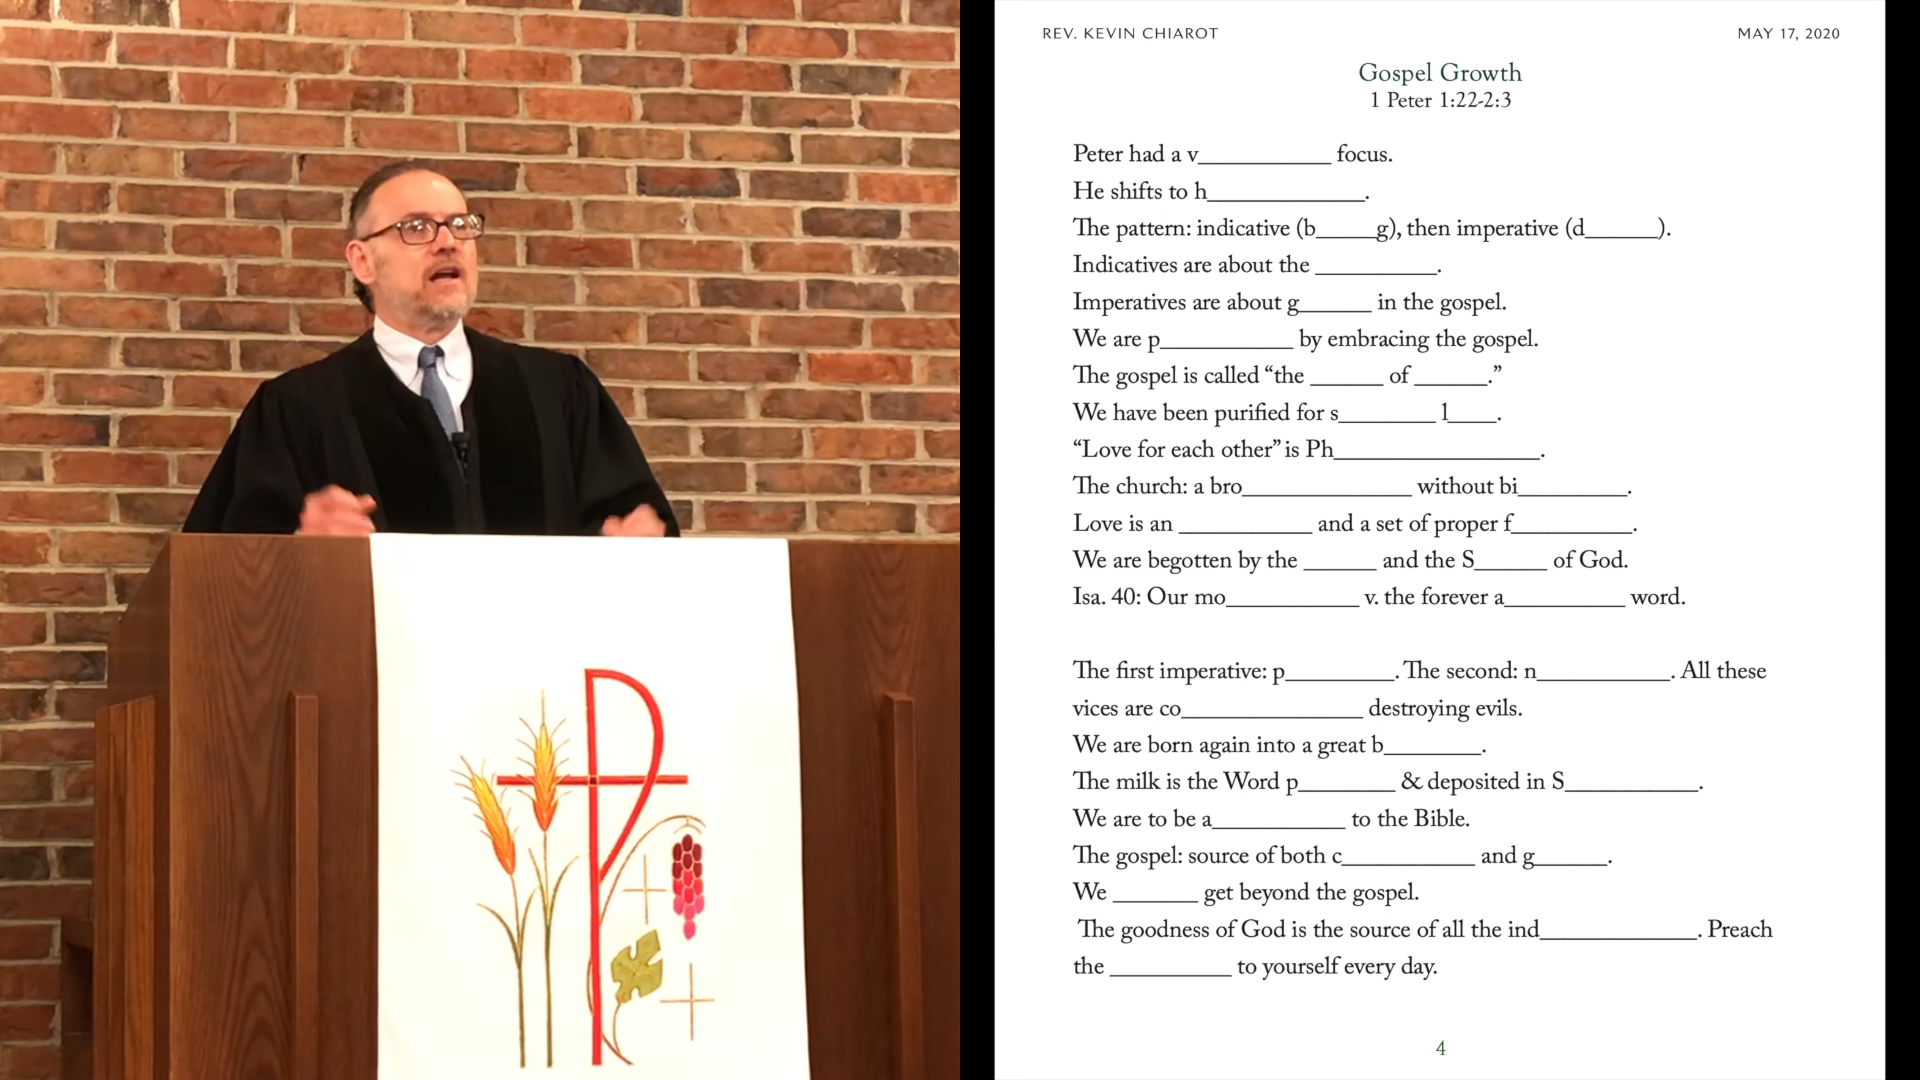 REV. KEVIN CHIAROT
MAY 17, 2020
Gospel Growth
1 Peter 1:22-2:3
Peter had a v___________ focus.
He shifts to h_____________.
The pattern: indicative (b_____g), then imperative (d______).
Indicatives are about the __________.
Imperatives are about g______ in the gospel.
We are p___________ by embracing the gospel.
The gospel is called “the ______ of ______.”
We have been purified for s________ l____.
“Love for each other” is Ph_________________.
The church: a bro______________ without bi_________.
Love is an ___________ and a set of proper f__________.
We are begotten by the ______ and the S______ of God.
Isa. 40: Our mo___________ v. the forever a__________ word.
The first imperative: p_________. The second: n___________. All these
vices are co_______________ destroying evils.
We are born again into a great b________.
The milk is the Word p________ & deposited in S___________.
We are to be a___________ to the Bible.
The gospel: source of both c___________ and g______.
We _______ get beyond the gospel.
The goodness of God is the source of all the ind_____________. Preach
the __________ to yourself every day.
4